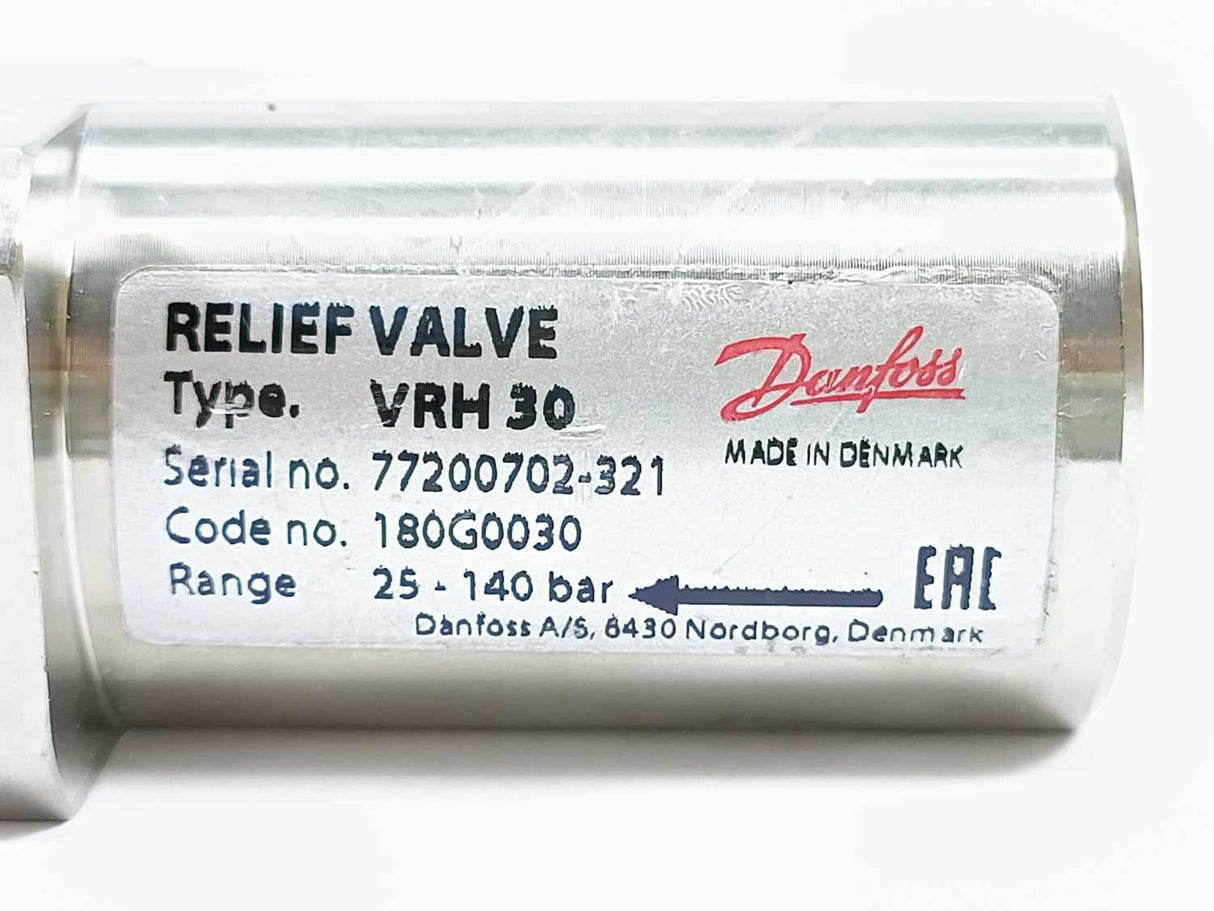 RELIEF VALVE
Type. VRH 30
Serial no. 77200702-321
Code no. 180G0030
Range 25 - 140 bar
Danfoss
MADE IN DENMARK
EAC
Danfoss A/S, 6430 Nordborg, Denmark